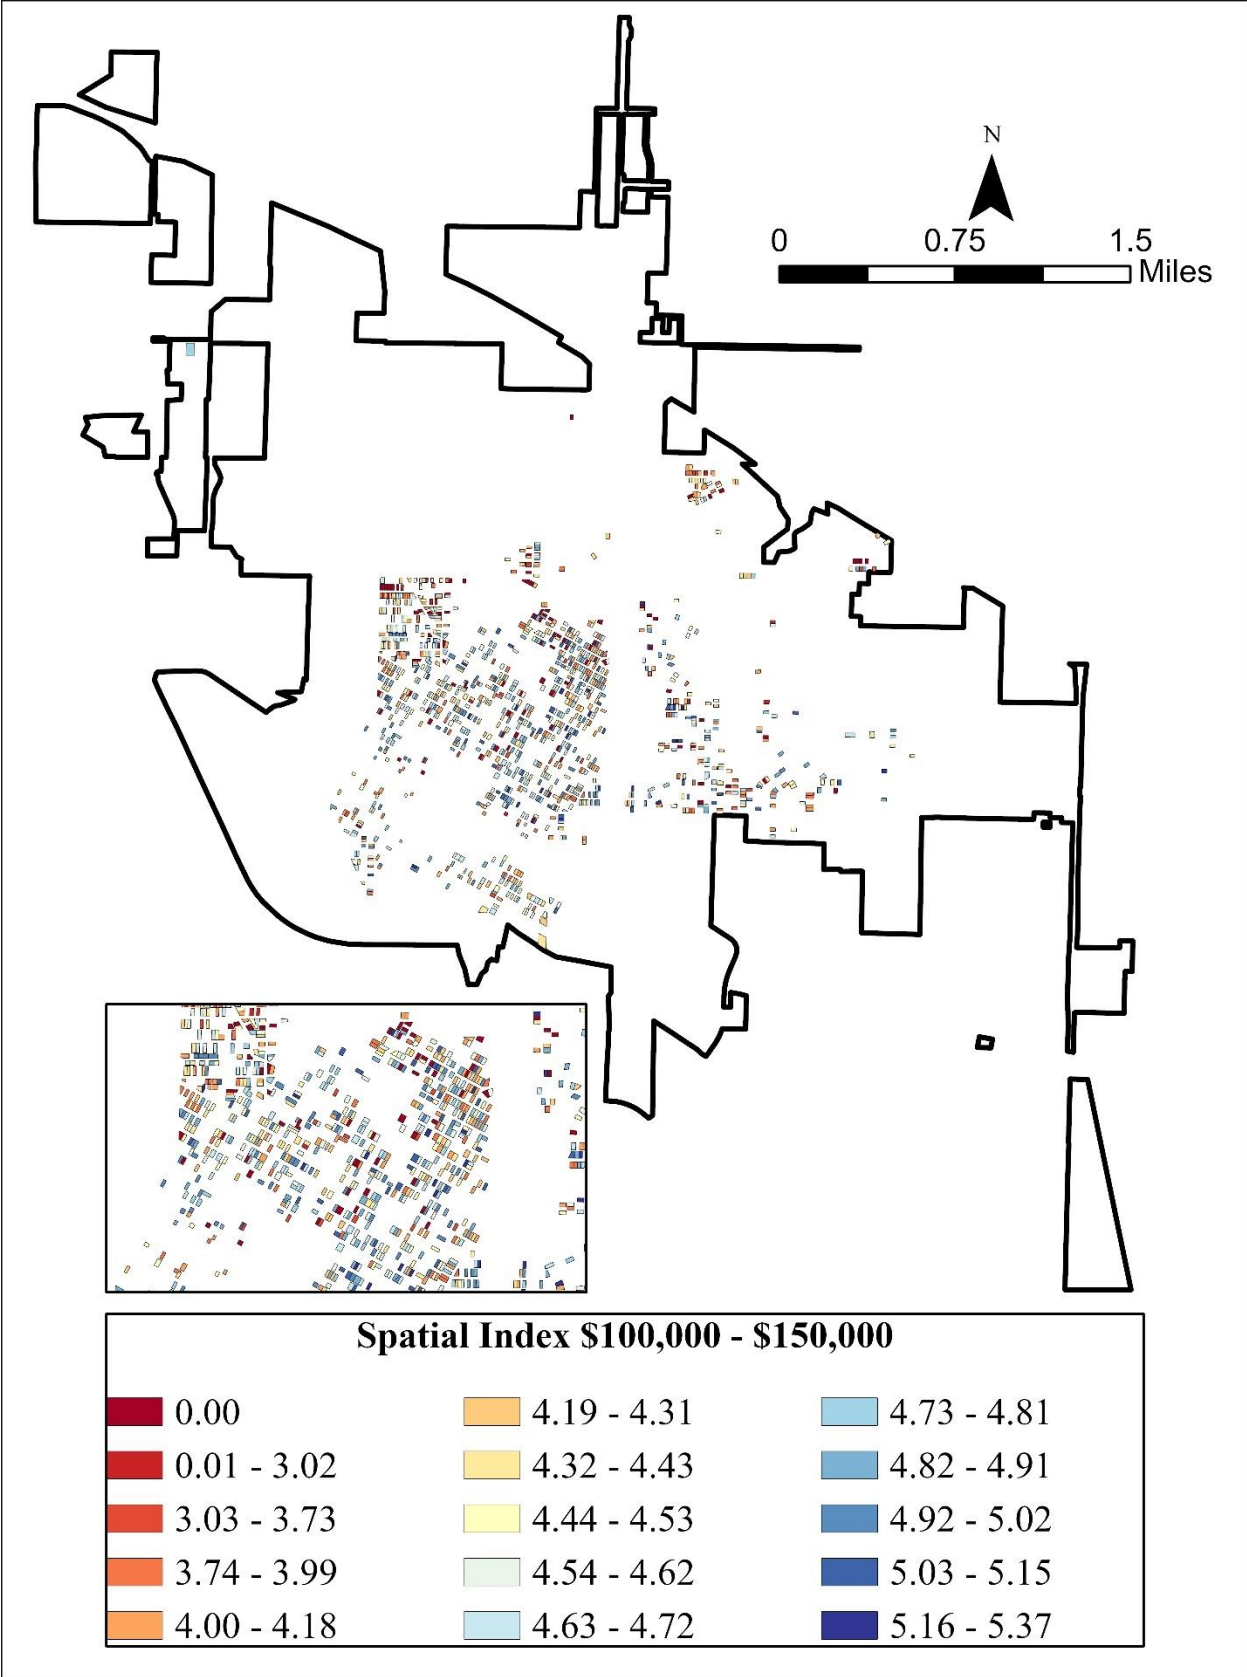 N
0 0.75 1.5
Miles
Spatial Index $100,000 - $150,000
0.00 4.19 - 4.31 4.73 - 4.81
0.01 - 3.02 4.32 - 4.43 4.82 - 4.91
3.03 - 3.73 4.44 - 4.53 4.92 - 5.02
3.74 - 3.99 4.54 - 4.62 5.03 - 5.15
4.00 - 4.18 4.63 - 4.72 5.16 - 5.37